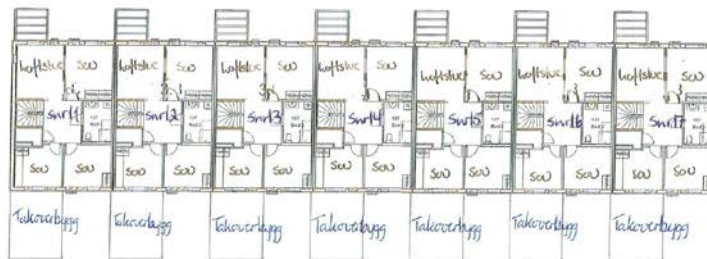 Loftstue Sov Loftstue Sov Loftstue Sov Loftstue Sov Loftstue Sov Loftstue Sov Loftstue Sov
Snr11 Snr12 Snr13 Snr14 Snr15 Snr16 Snr17
Sov Sov Sov Sov Sov Sov Sov Sov Sov Sov Sov Sov Sov Sov
Takoverbygg Takoverbygg Takoverbygg Takoverbygg Takoverbygg Takoverbygg Takoverbygg